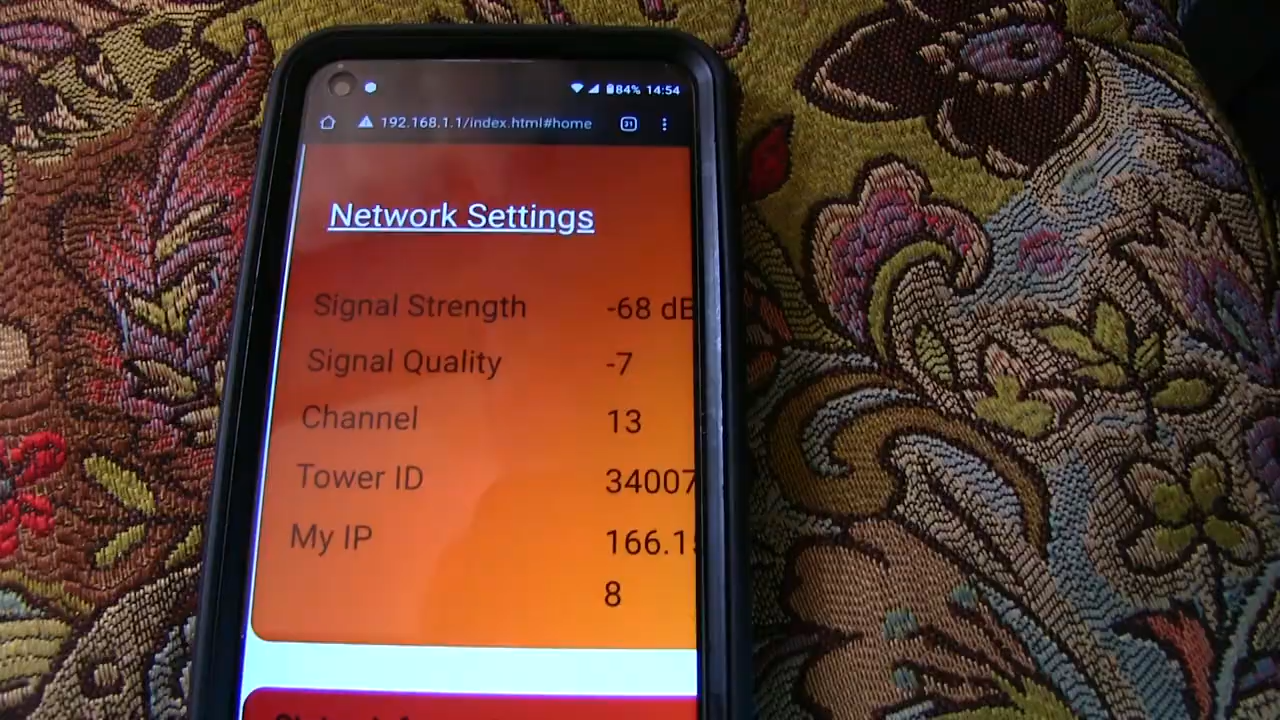 84% 14:54
192.168.1.1/index.html#home 21
Network Settings
Signal Strength -68 dB
Signal Quality -7
Channel 13
Tower ID 34007
My IP 166.1
8